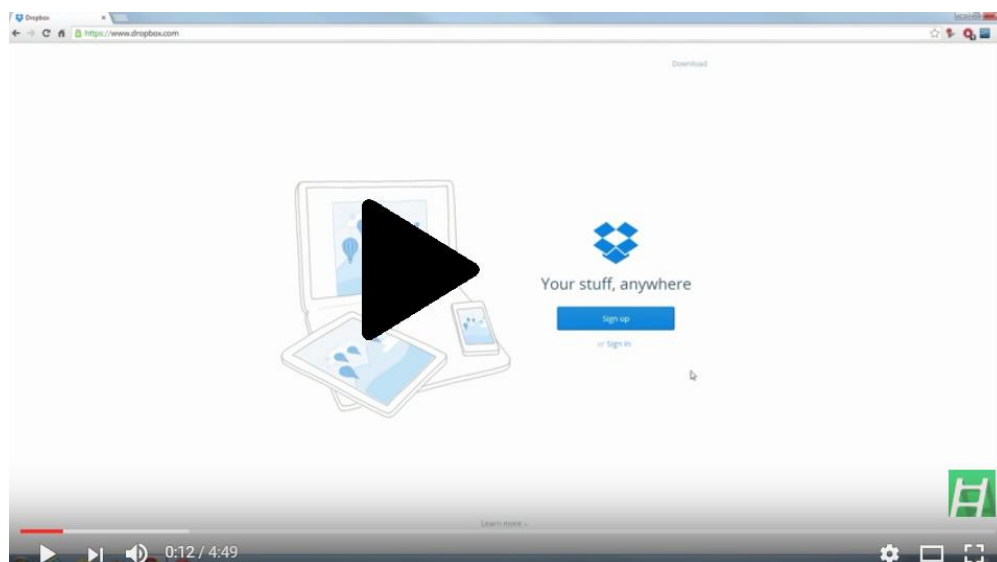 Dropbox
https://www.dropbox.com
Download
Your stuff, anywhere
Sign up
or Sign in
Learn more
0:12 / 4:49